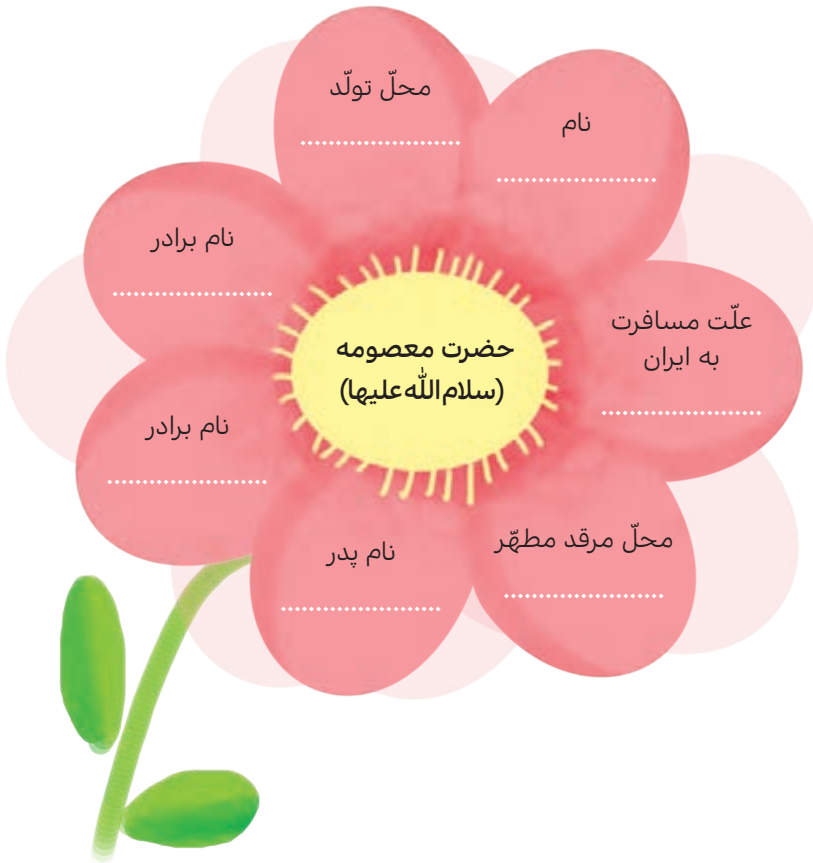 محلّ تولّد
......................
نام
......................
نام برادر
......................
علّت مسافرت
به ایران
......................
حضرت معصومه
(سلام‌اللّه‌علیها)
نام برادر
......................
محلّ مرقد مطهّر
......................
نام پدر
......................